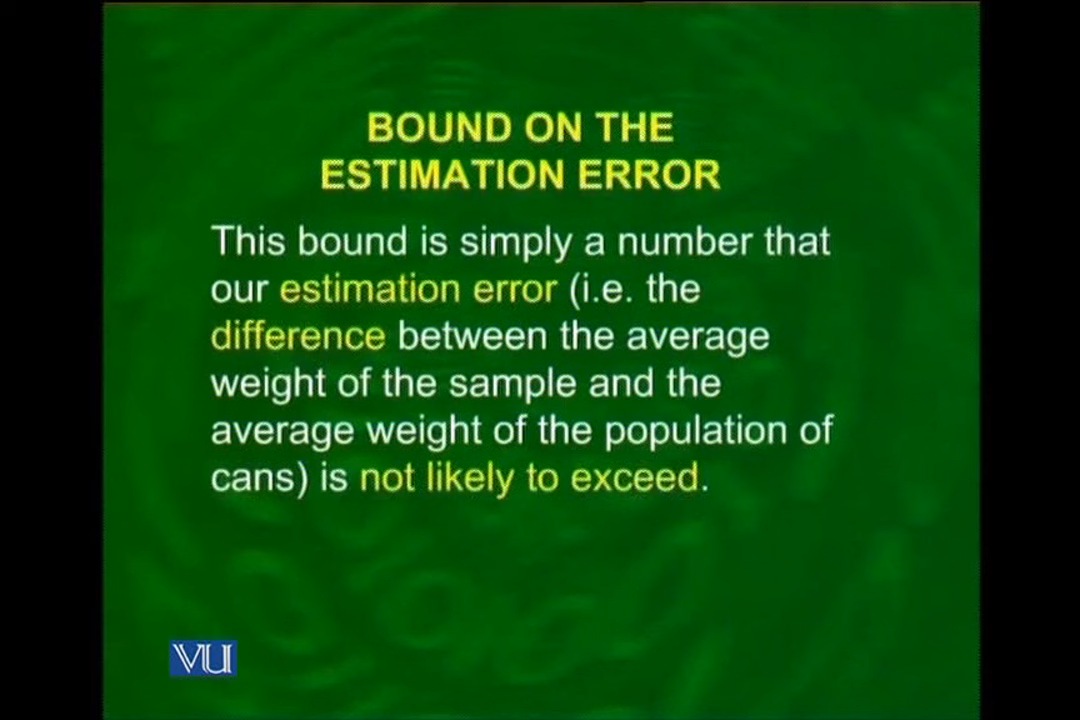 BOUND ON THE
ESTIMATION ERROR
This bound is simply a number that
our estimation error (i.e. the
difference between the average
weight of the sample and the
average weight of the population of
cans) is not likely to exceed.
VU